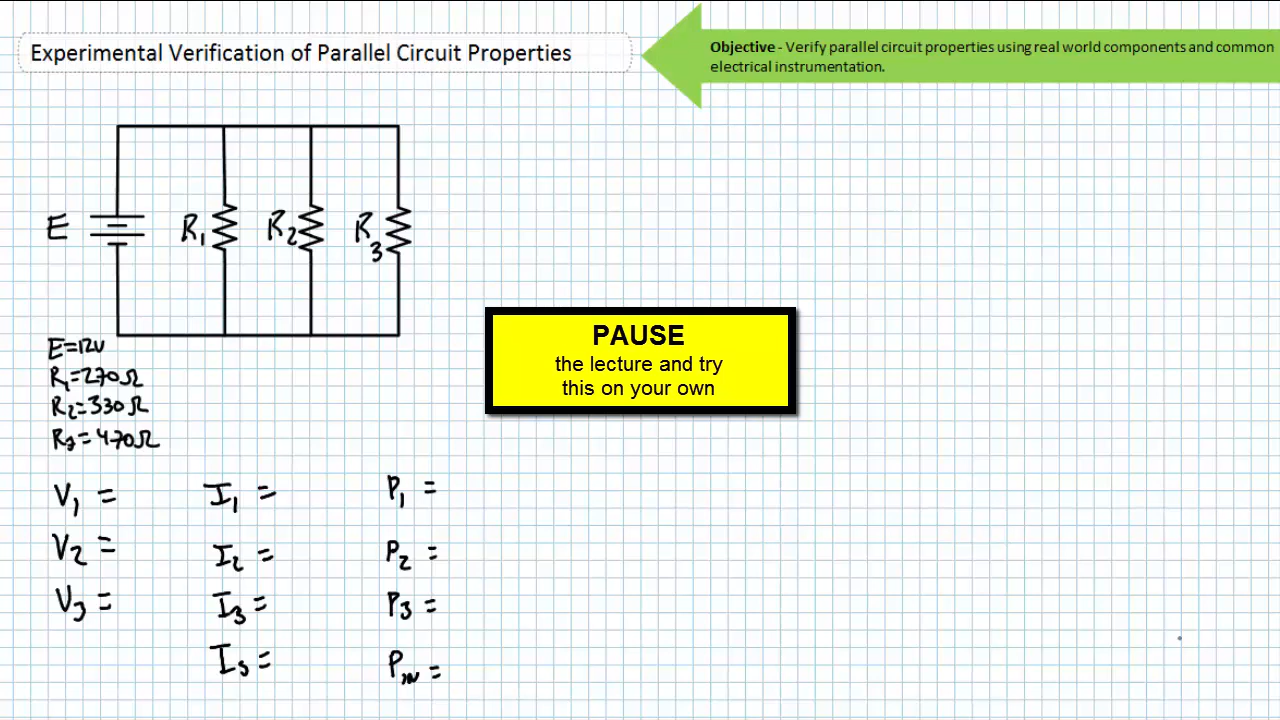 Experimental Verification of Parallel Circuit Properties
Objective - Verify parallel circuit properties using real world components and common
electrical instrumentation.
E
R1
R2
R3
PAUSE
the lecture and try
this on your own
E=12V
R1=270Ω
R2=330Ω
R3=470Ω
V1 =
I1 =
P1 =
V2 =
I2 =
P2 =
V3 =
I3 =
P3 =
IS =
PIN =